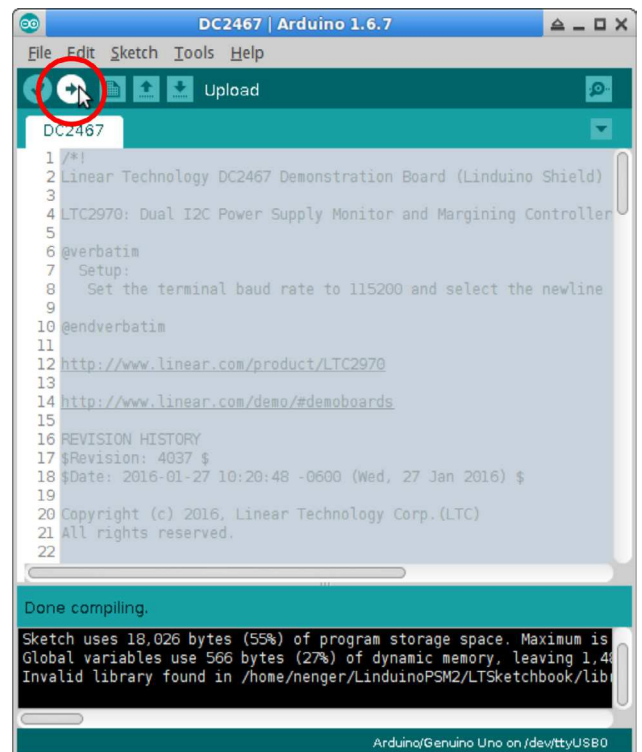 DC2467 | Arduino 1.6.7
File Edit Sketch Tools Help
Upload
DC2467
1 /*!
2 Linear Technology DC2467 Demonstration Board (Linduino Shield)
3
4 LTC2970: Dual I2C Power Supply Monitor and Margining Controller
5
6 @verbatim
7 Setup:
8 Set the terminal baud rate to 115200 and select the newline
9
10 @endverbatim
11
12 http://www.linear.com/product/LTC2970
13
14 http://www.linear.com/demo/#demoboards
15
16 REVISION HISTORY
17 $Revision: 4037 $
18 $Date: 2016-01-27 10:20:48 -0600 (Wed, 27 Jan 2016) $
19
20 Copyright (c) 2016, Linear Technology Corp.(LTC)
21 All rights reserved.
22
Done compiling.
Sketch uses 18,026 bytes (55%) of program storage space. Maximum is
Global variables use 566 bytes (27%) of dynamic memory, leaving 1,48
Invalid library found in /home/nenger/LinduinoPSM2/LTSketchbook/lib
Arduino/Genuino Uno on /dev/ttyUSB0